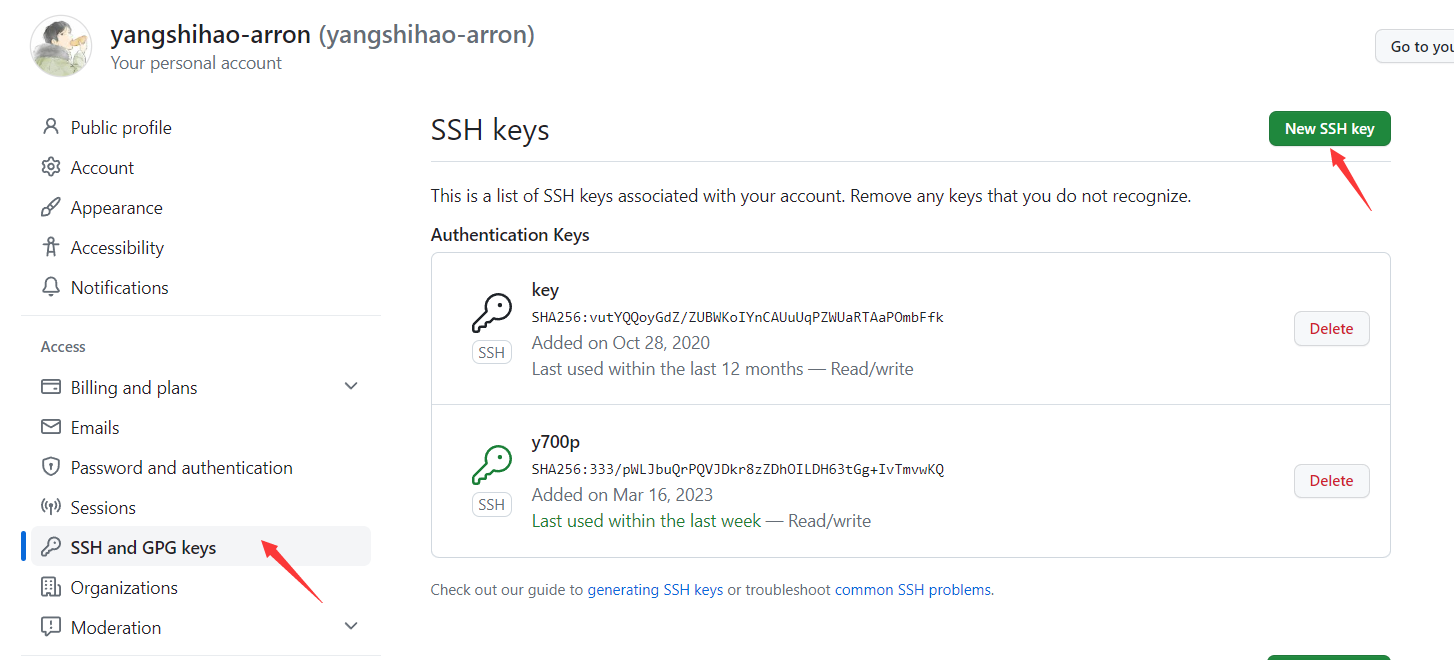 yangshihao-arron (yangshihao-arron)
Your personal account
Go to you
Public profile
Account
Appearance
Accessibility
Notifications
Access
Billing and plans
Emails
Password and authentication
Sessions
SSH and GPG keys
Organizations
Moderation
SSH keys
New SSH key
This is a list of SSH keys associated with your account. Remove any keys that you do not recognize.
Authentication Keys
key
SHA256:vutYQQoyGdZ/ZUBWKoIYnCAUuUqPZWUaRTAaPOmbFfk
Added on Oct 28, 2020
Last used within the last 12 months — Read/write
SSH
Delete
y700p
SHA256:333/pWLJbuQrPQVJDkr8zZDhOILDH63tGg+IvTmvwKQ
Added on Mar 16, 2023
Last used within the last week — Read/write
SSH
Delete
Check out our guide to generating SSH keys or troubleshoot common SSH problems.